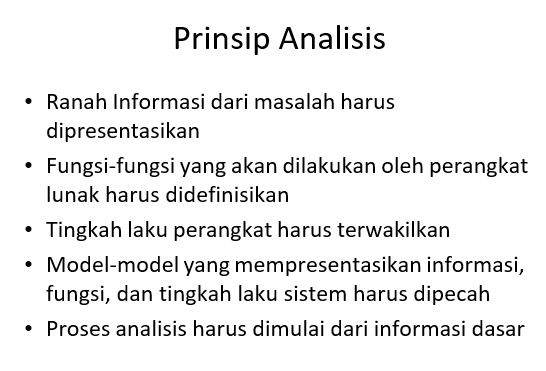 Prinsip Analisis
• Ranah Informasi dari masalah harus
dipresentasikan
• Fungsi-fungsi yang akan dilakukan oleh perangkat
lunak harus didefinisikan
• Tingkah laku perangkat harus terwakilkan
• Model-model yang mempresentasikan informasi,
fungsi, dan tingkah laku sistem harus dipecah
• Proses analisis harus dimulai dari informasi dasar